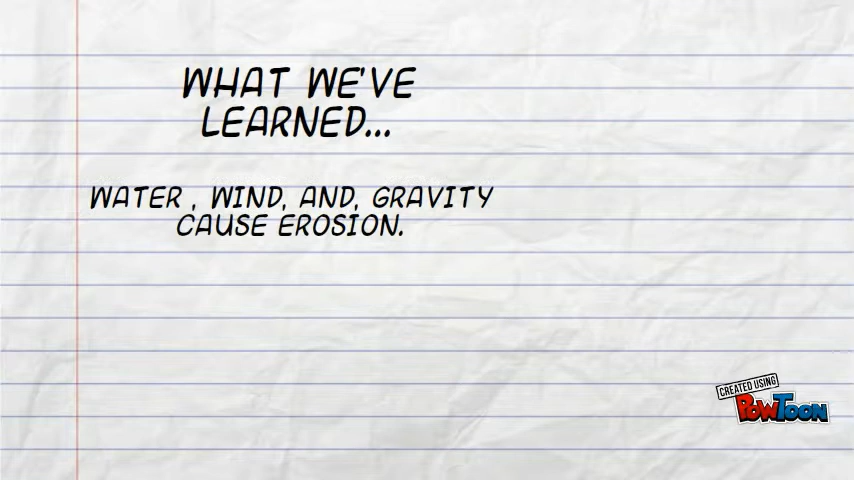 WHAT WE'VE
LEARNED...
WATER , WIND, AND, GRAVITY
CAUSE EROSION.
CREATED USING
POWTOON